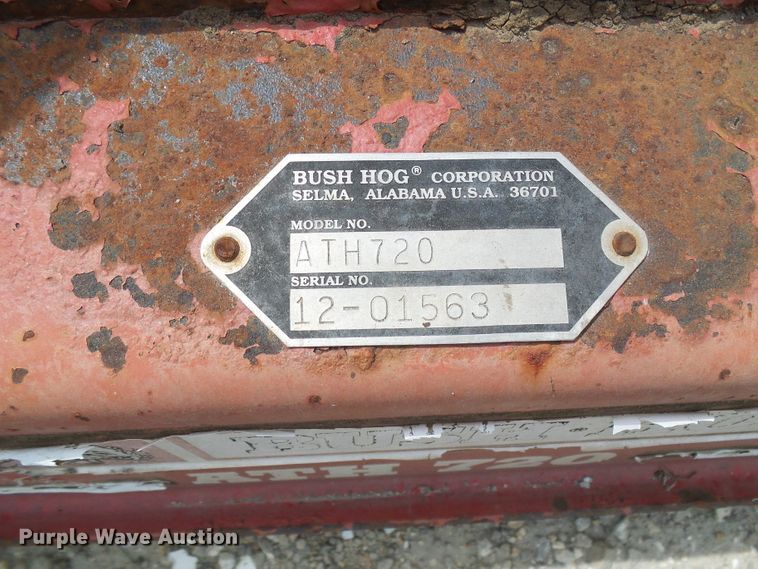 BUSH HOG® CORPORATION
SELMA, ALABAMA U.S.A. 36701
MODEL NO.
ATH720
SERIAL NO.
12-01563
ATH 720
Purple Wave Auction